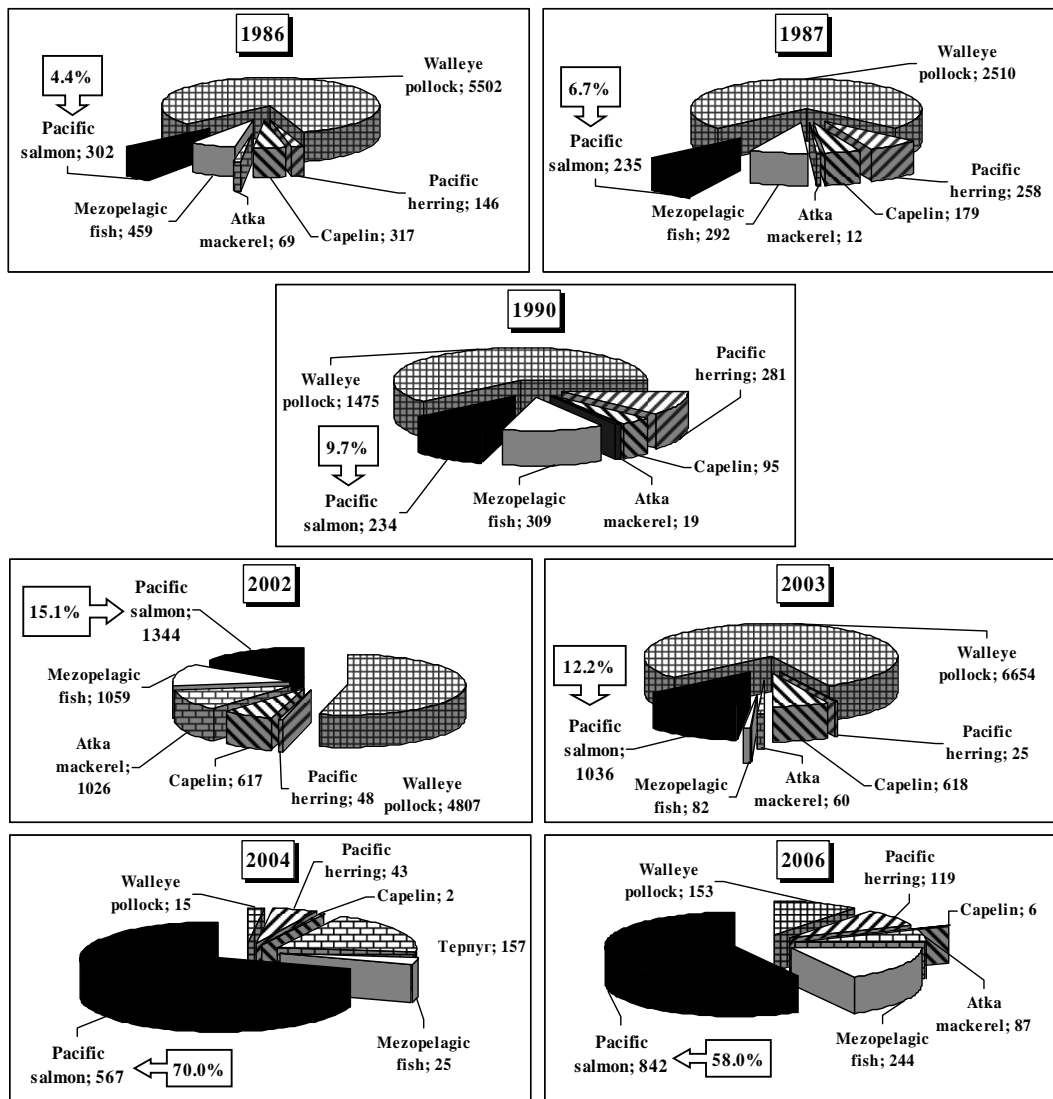 1986
4.4%
Walleye
pollock; 5502
Pacific
salmon; 302
Mezopelagic
fish; 459
Atka
mackerel; 69
Capelin; 317
Pacific
herring; 146
1987
6.7%
Walleye
pollock; 2510
Pacific
salmon; 235
Mezopelagic
fish; 292
Atka
mackerel; 12
Capelin; 179
Pacific
herring; 258
1990
Walleye
pollock; 1475
Pacific
herring; 281
9.7%
Pacific
salmon; 234
Mezopelagic
fish; 309
Atka
mackerel; 19
Capelin; 95
2002
15.1%
Pacific
salmon;
1344
Mezopelagic
fish; 1059
Atka
mackerel;
1026
Capelin; 617
Pacific
herring; 48
Walleye
pollock; 4807
2003
12.2%
Walleye
pollock; 6654
Pacific
salmon;
1036
Mezopelagic
fish; 82
Atka
mackerel; 60
Capelin; 618
Pacific
herring; 25
2004
Walleye
pollock; 15
Pacific
herring; 43
Capelin; 2
Терпуг; 157
Mezopelagic
fish; 25
Pacific
salmon; 567
70.0%
2006
Walleye
pollock; 153
Pacific
herring; 119
Capelin; 6
Atka
mackerel; 87
Mezopelagic
fish; 244
Pacific
salmon; 842
58.0%